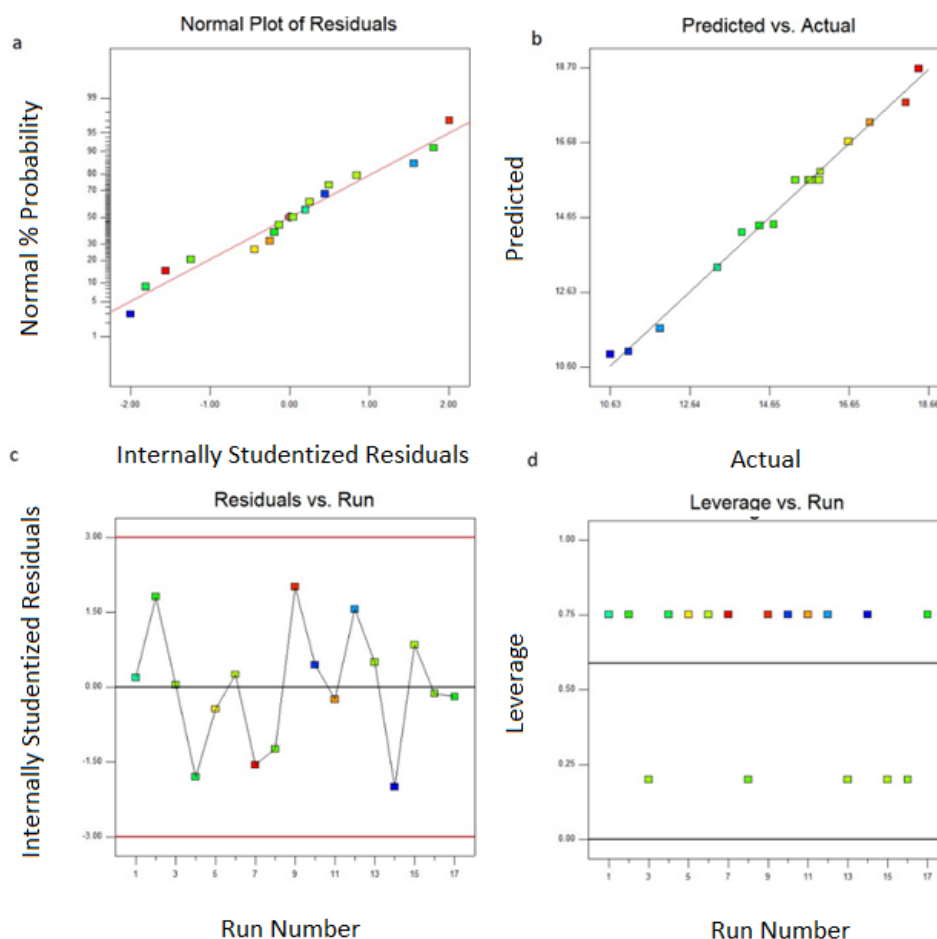 a
Normal Plot of Residuals
Normal % Probability
99
95
90
80
70
50
30
20
10
5
1
-2.00 -1.00 0.00 1.00 2.00
Internally Studentized Residuals
b
Predicted vs. Actual
Predicted
18.70
16.68
14.65
12.63
10.60
10.63 12.64 14.65 16.65 18.66
Actual
c
Residuals vs. Run
Internally Studentized Residuals
3.00
1.50
0.00
-1.50
-3.00
1 3 5 7 9 11 13 15 17
Run Number
d
Leverage vs. Run
Leverage
1.00
0.75
0.50
0.25
0.00
1 3 5 7 9 11 13 15 17
Run Number